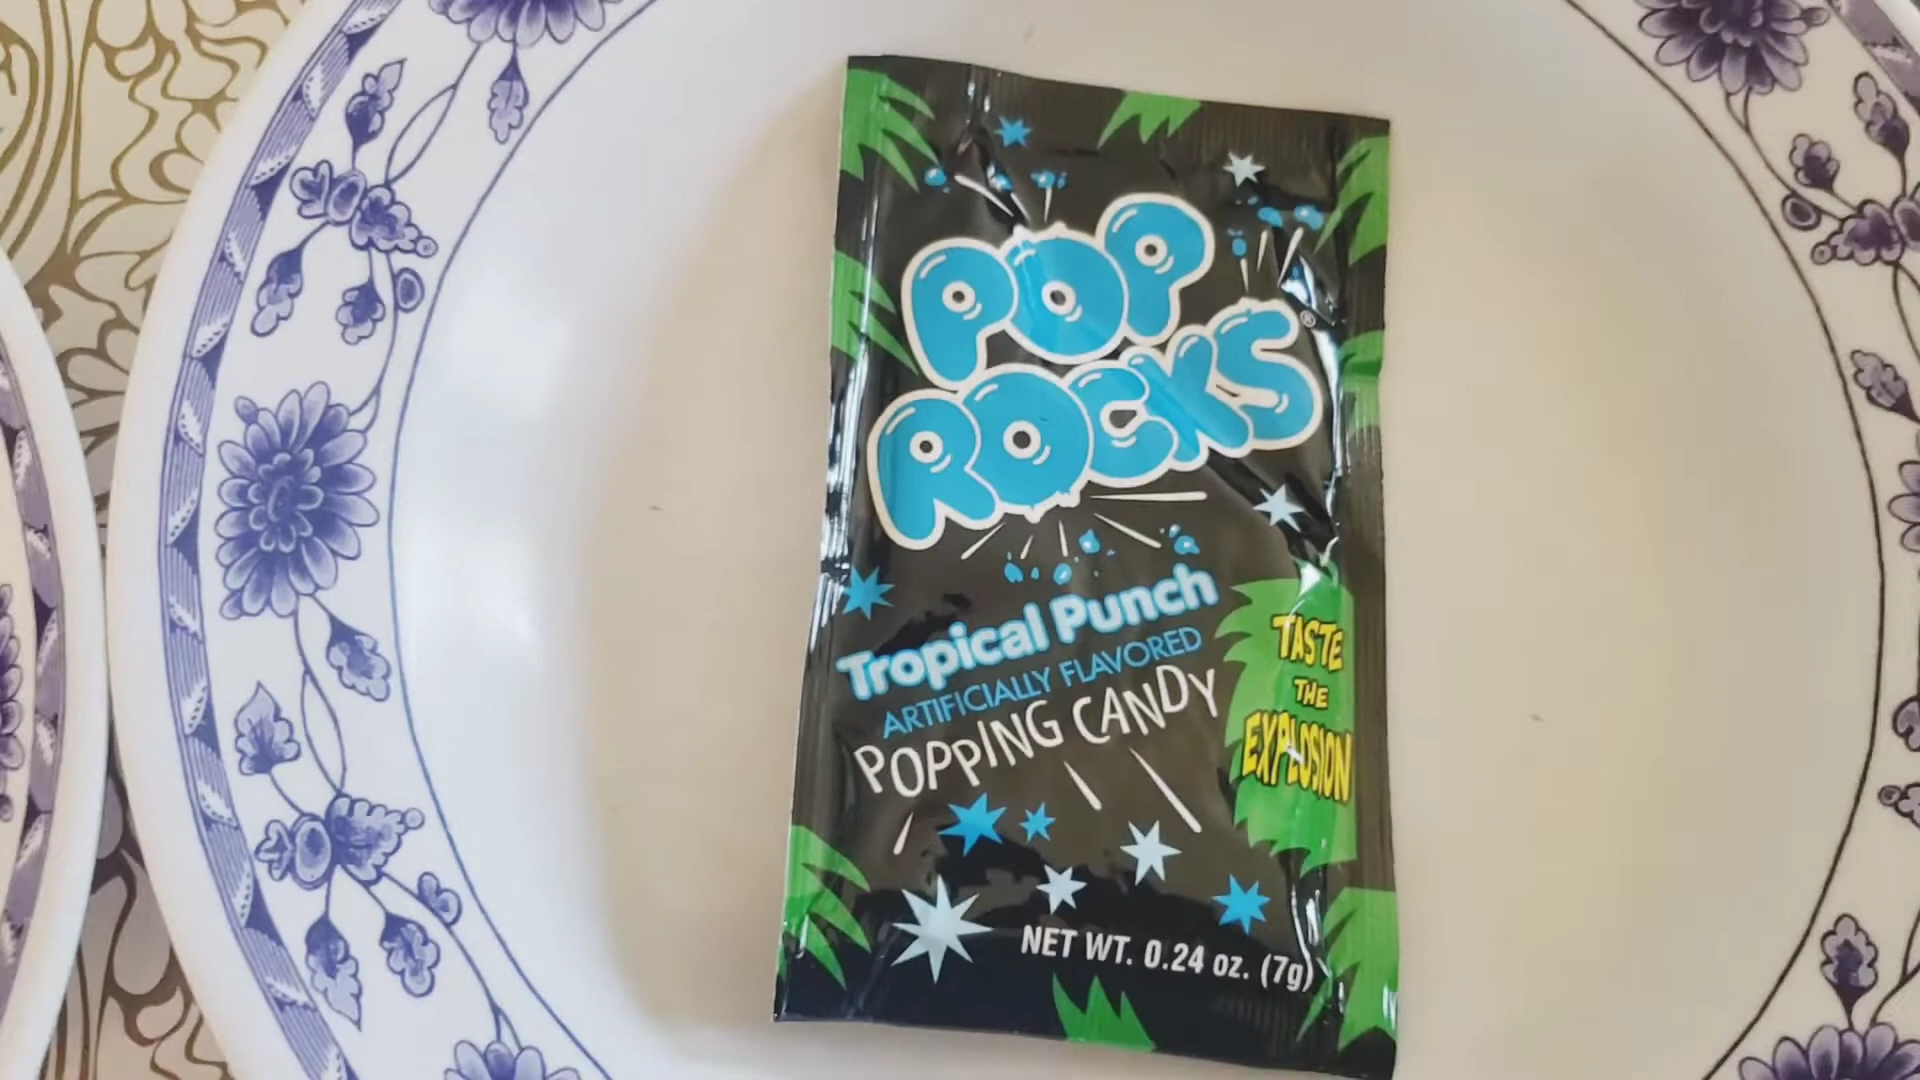 POP
ROCKS®
Tropical Punch
ARTIFICIALLY FLAVORED
POPPING CANDY
TASTE
THE
EXPLOSION
NET WT. 0.24 oz. (7g)